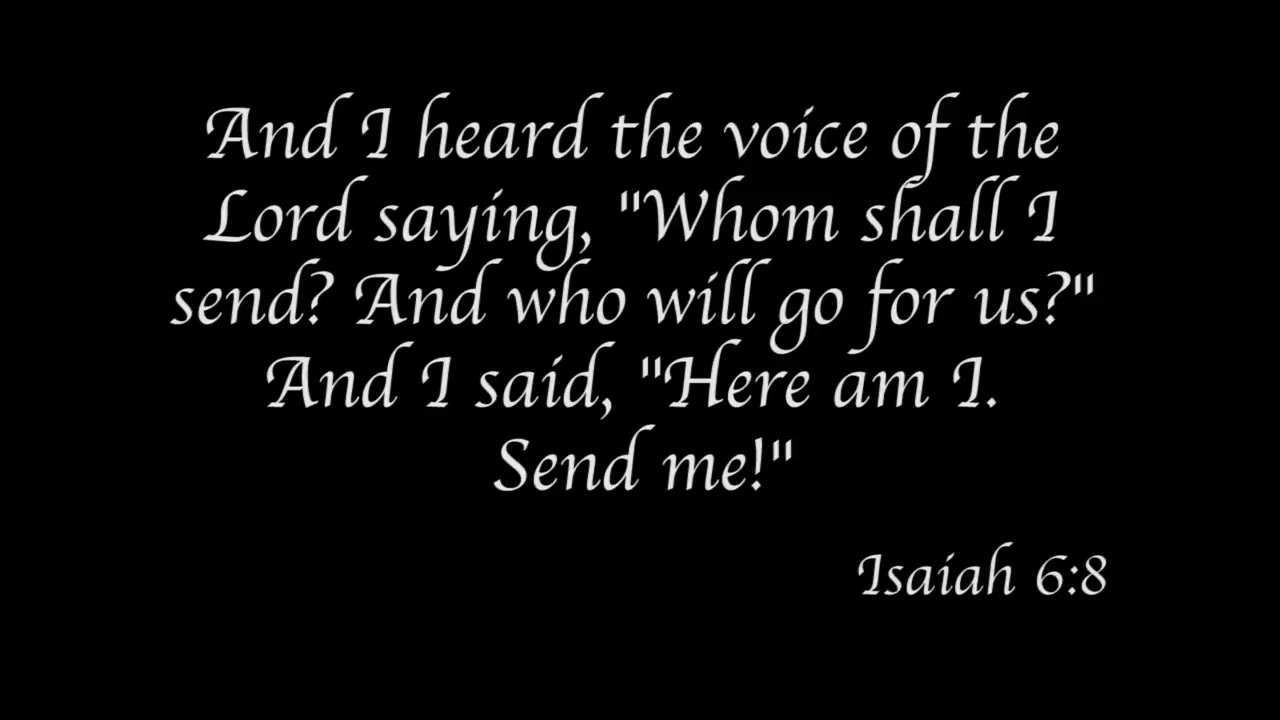 And I heard the voice of the
Lord saying, "Whom shall I
send? And who will go for us?"
And I said, "Here am I.
Send me!"
Isaiah 6:8